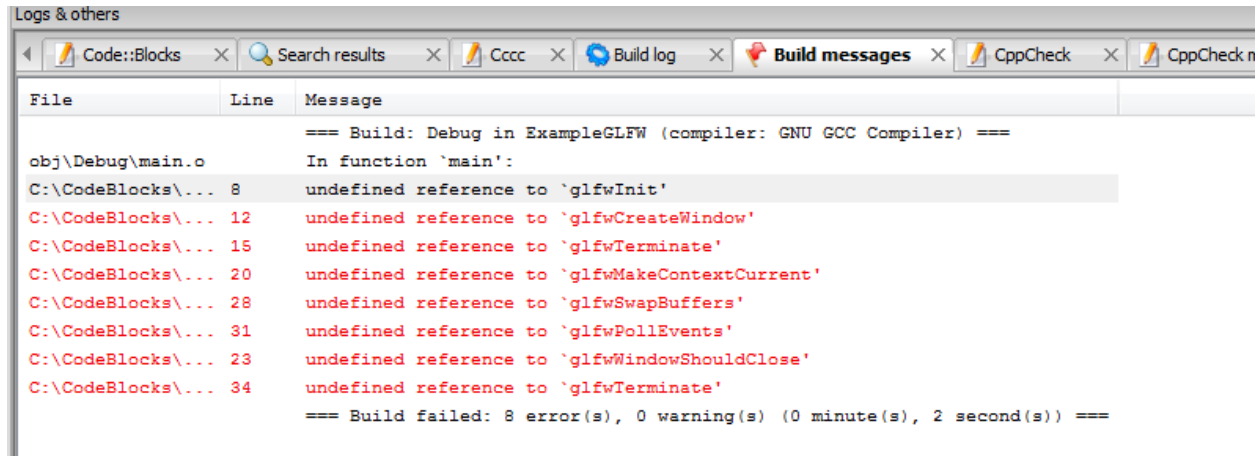 Logs & others
Code::Blocks Search results Cccc Build log Build messages CppCheck CppCheck
File Line Message
=== Build: Debug in ExampleGLFW (compiler: GNU GCC Compiler) ===
obj\Debug\main.o In function `main':
C:\CodeBlocks\... 8 undefined reference to `glfwInit'
C:\CodeBlocks\... 12 undefined reference to `glfwCreateWindow'
C:\CodeBlocks\... 15 undefined reference to `glfwTerminate'
C:\CodeBlocks\... 20 undefined reference to `glfwMakeContextCurrent'
C:\CodeBlocks\... 28 undefined reference to `glfwSwapBuffers'
C:\CodeBlocks\... 31 undefined reference to `glfwPollEvents'
C:\CodeBlocks\... 23 undefined reference to `glfwWindowShouldClose'
C:\CodeBlocks\... 34 undefined reference to `glfwTerminate'
=== Build failed: 8 error(s), 0 warning(s) (0 minute(s), 2 second(s)) ===